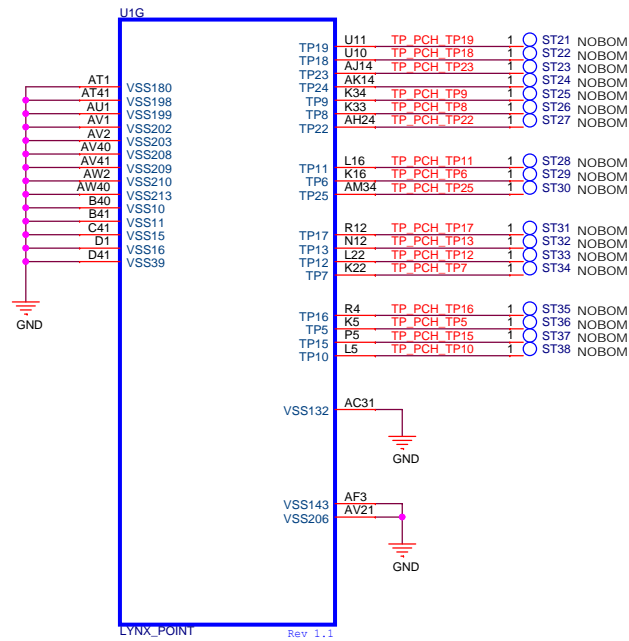 U1G
TP19 U11 TP_PCH_TP19 1 ST21 NOBOM
TP18 U10 TP_PCH_TP18 1 ST22 NOBOM
TP23 AJ14 TP_PCH_TP23 1 ST23 NOBOM
AT1 VSS180 TP24 AK14 1 ST24 NOBOM
AT41 VSS198 TP9 K34 TP_PCH_TP9 1 ST25 NOBOM
AU1 VSS199 TP8 K33 TP_PCH_TP8 1 ST26 NOBOM
AV1 VSS202 TP22 AH24 TP_PCH_TP22 1 ST27 NOBOM
AV2 VSS203
AV40 VSS208
AV41 VSS209 TP11 L16 TP_PCH_TP11 1 ST28 NOBOM
AW2 VSS210 TP6 K16 TP_PCH_TP6 1 ST29 NOBOM
AW40 VSS213 TP25 AM34 TP_PCH_TP25 1 ST30 NOBOM
B40 VSS10
B41 VSS11
C41 VSS15 TP17 R12 TP_PCH_TP17 1 ST31 NOBOM
D1 VSS16 TP13 N12 TP_PCH_TP13 1 ST32 NOBOM
D41 VSS39 TP12 L22 TP_PCH_TP12 1 ST33 NOBOM
TP7 K22 TP_PCH_TP7 1 ST34 NOBOM
GND
TP16 R4 TP_PCH_TP16 1 ST35 NOBOM
TP5 K5 TP_PCH_TP5 1 ST36 NOBOM
TP15 P5 TP_PCH_TP15 1 ST37 NOBOM
TP10 L5 TP_PCH_TP10 1 ST38 NOBOM
VSS132 AC31
GND
VSS143 AF3
VSS206 AV21
GND
LYNX_POINT
Rev 1.1